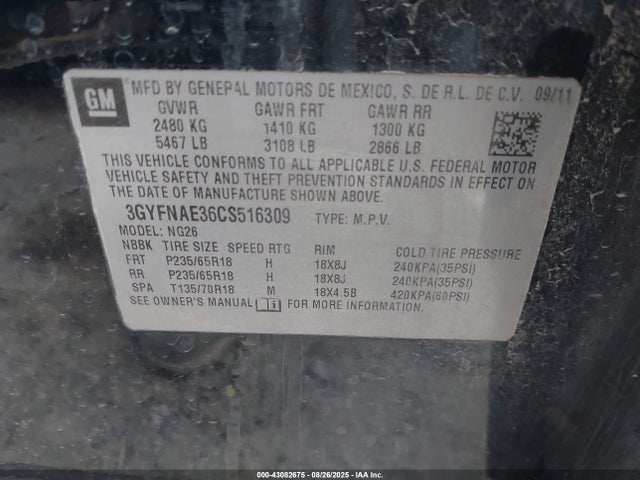 GM
MFD BY GENERAL MOTORS DE MEXICO, S. DE R.L. DE C.V. 09/11
GVWR GAWR FRT GAWR RR
2480 KG 1410 KG 1300 KG
5467 LB 3108 LB 2866 LB
THIS VEHICLE CONFORMS TO ALL APPLICABLE U.S. FEDERAL MOTOR
VEHICLE SAFETY AND THEFT PREVENTION STANDARDS IN EFFECT ON
THE DATE OF MANUFACTURE SHOWN ABOVE.
3GYFNAE36CS516309 TYPE: M.P.V.
MODEL: NG26
NBBK TIRE SIZE SPEED RTG RIM COLD TIRE PRESSURE
FRT P235/65R18 H 18X8J 240KPA(35PSI)
RR P235/65R18 H 18X8J 240KPA(35PSI)
SPA T135/70R18 M 18X4.5B 420KPA(60PSI)
SEE OWNER'S MANUAL FOR MORE INFORMATION.
000-43082675 - 08/26/2025 - IAA Inc.